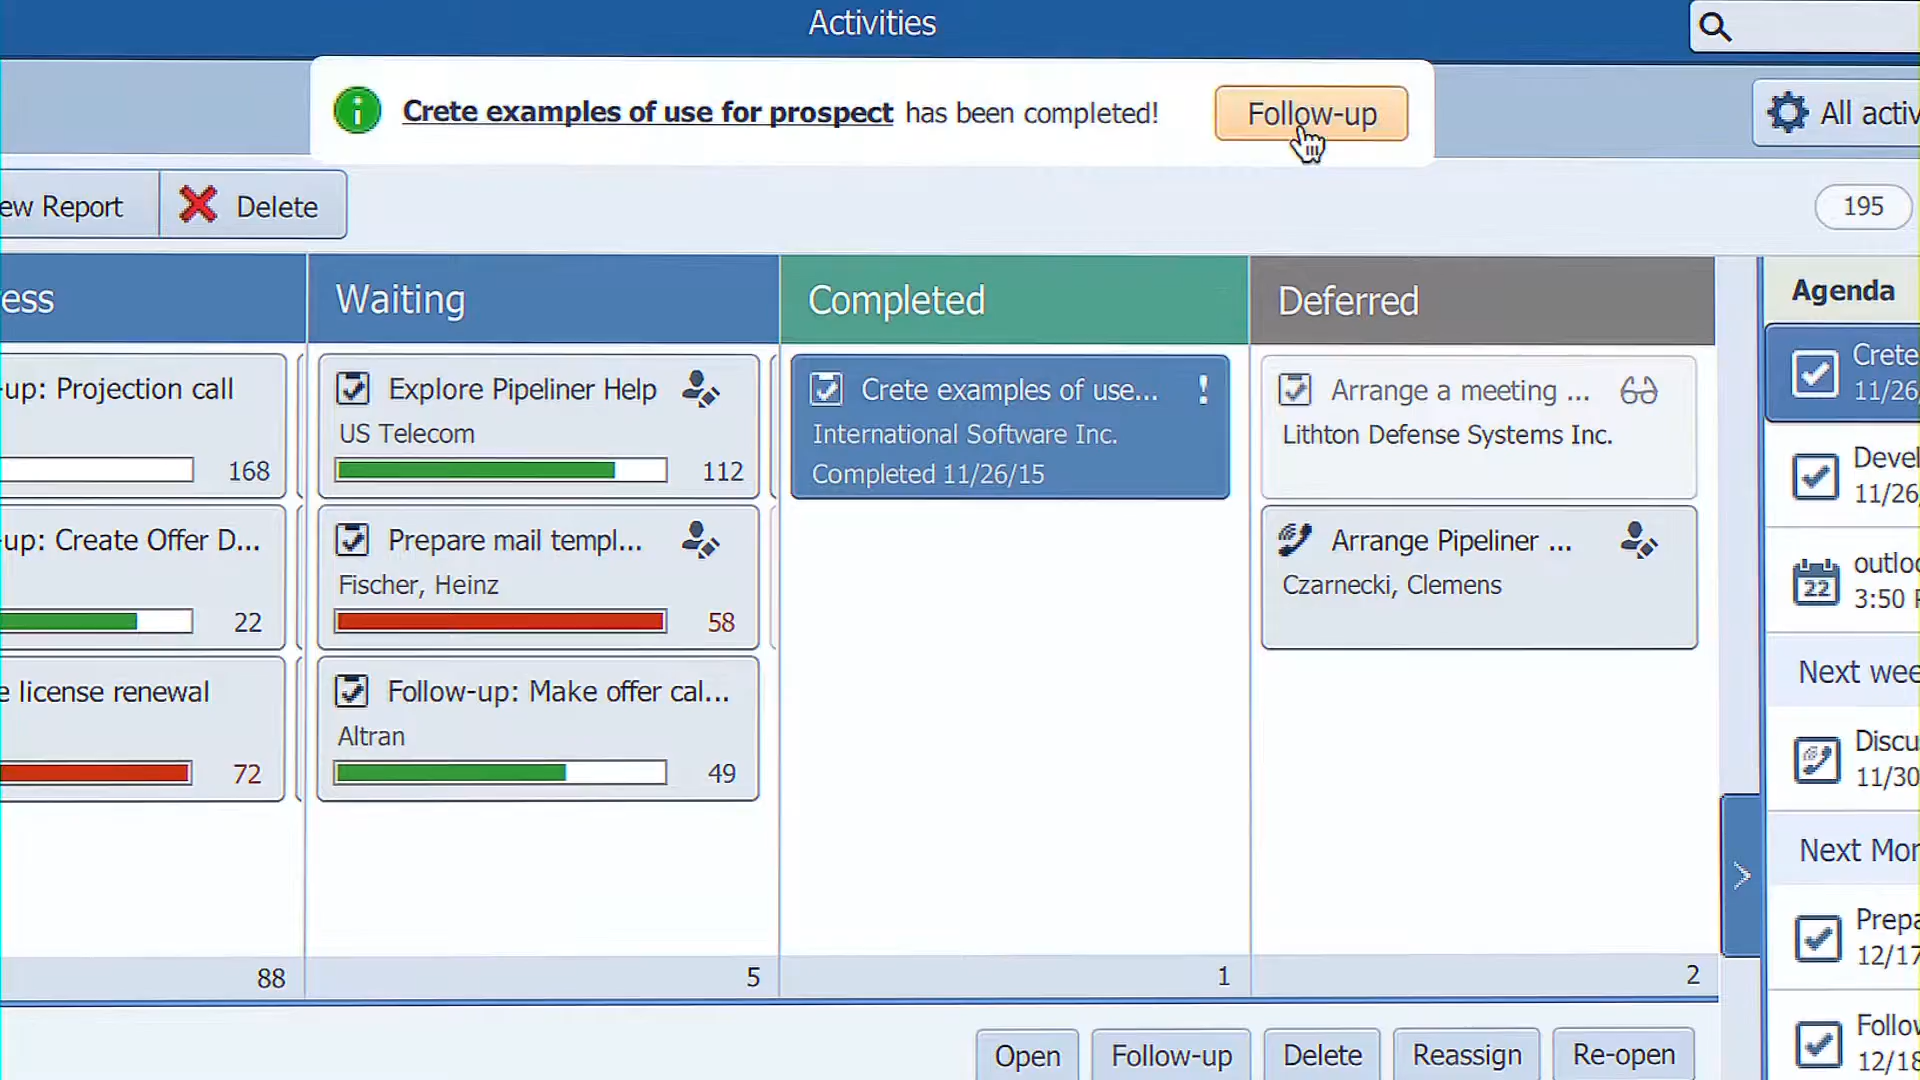 Activities
Crete examples of use for prospect has been completed!
Follow-up
All activ
ew Report
Delete
195
ess
Waiting
Completed
Deferred
Agenda
-up: Projection call
168
Explore Pipeliner Help
US Telecom
112
Crete examples of use...
International Software Inc.
Completed 11/26/15
Arrange a meeting ...
Lithton Defense Systems Inc.
Crete
11/26
-up: Create Offer D...
22
Prepare mail templ...
Fischer, Heinz
58
Arrange Pipeliner ...
Czarnecki, Clemens
Devel
11/26
22
outloo
3:50 P
e license renewal
72
Follow-up: Make offer cal...
Altran
49
Next wee
Discu
11/30
Next Mon
Prepa
12/17
88
5
1
2
Follow
12/18
Open
Follow-up
Delete
Reassign
Re-open